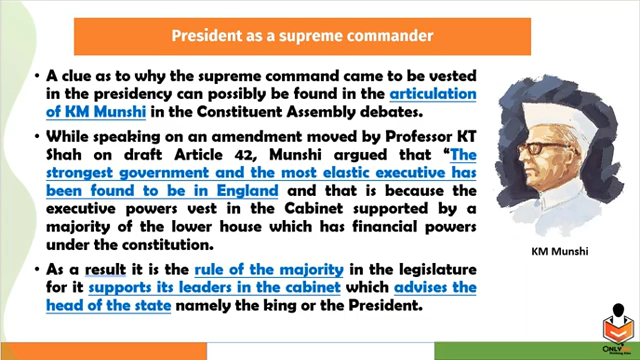 President as a supreme commander
• A clue as to why the supreme command came to be vested
in the presidency can possibly be found in the articulation
of KM Munshi in the Constituent Assembly debates.
• While speaking on an amendment moved by Professor KT
Shah on draft Article 42, Munshi argued that “The
strongest government and the most elastic executive has
been found to be in England and that is because the
executive powers vest in the Cabinet supported by a
majority of the lower house which has financial powers
under the constitution.
• As a result it is the rule of the majority in the legislature
for it supports its leaders in the cabinet which advises the
head of the state namely the king or the President.
KM Munshi
ONLY